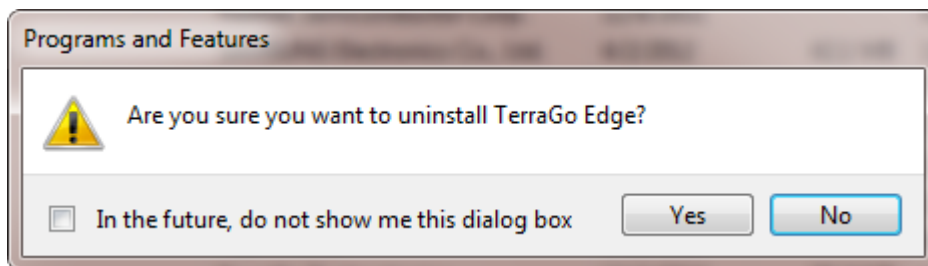 Programs and Features
Are you sure you want to uninstall TerraGo Edge?
In the future, do not show me this dialog box
Yes
No